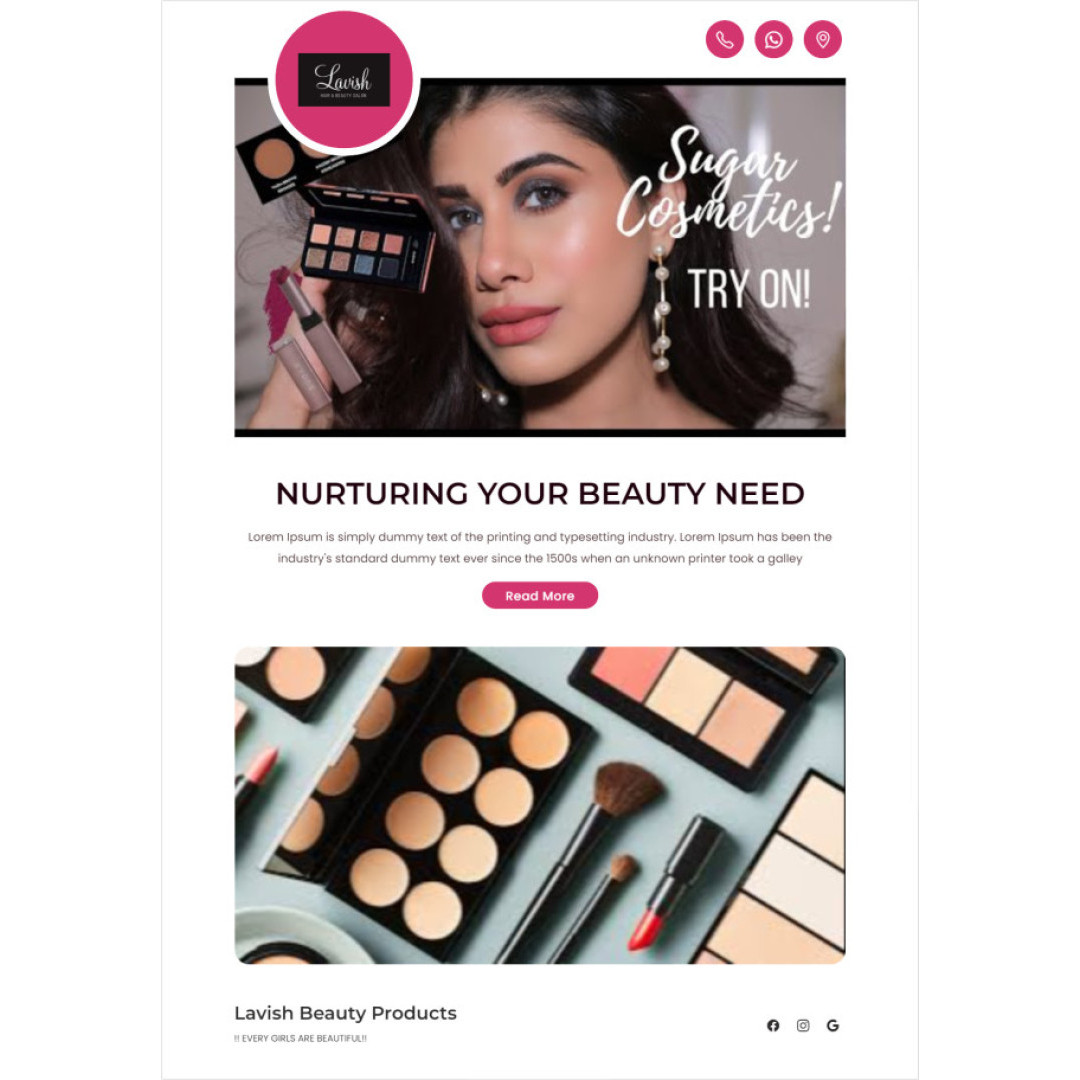 Lavish
HAIR & BEAUTY SALON
Sugar
Cosmetics!
TRY ON!
NURTURING YOUR BEAUTY NEED
Lorem Ipsum is simply dummy text of the printing and typesetting industry. Lorem Ipsum has been the
industry's standard dummy text ever since the 1500s when an unknown printer took a galley
Read More
Lavish Beauty Products
!! EVERY GIRLS ARE BEAUTIFUL!!